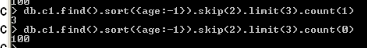 100
C > db.c1.find().sort({age:-1}).skip(2).limit(3).count(1)
3
C > db.c1.find().sort({age:-1}).skip(2).limit(3).count(0)
100